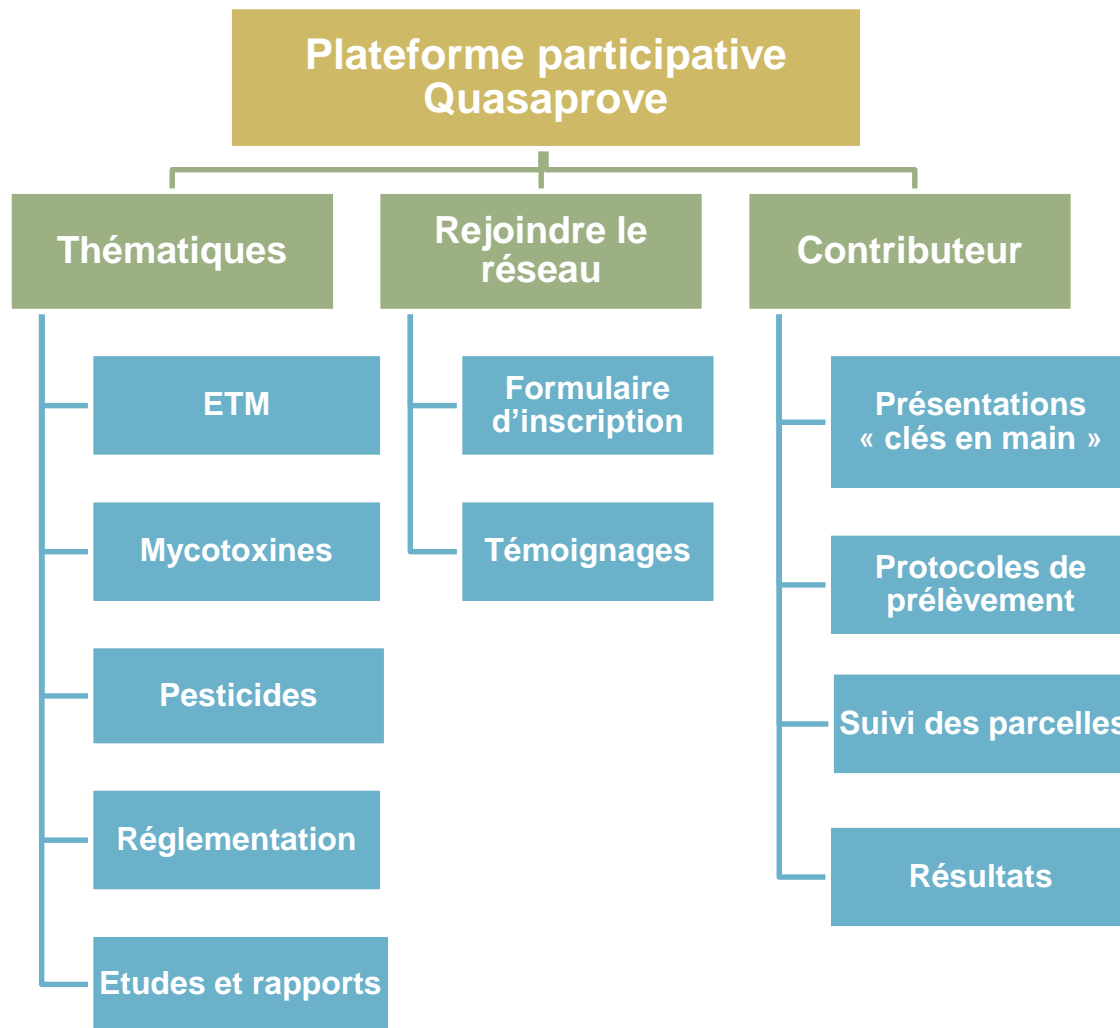 Plateforme participative
Quasaprove
Thématiques
ETM
Mycotoxines
Pesticides
Réglementation
Etudes et rapports
Rejoindre le
réseau
Formulaire
d’inscription
Témoignages
Contributeur
Présentations
« clés en main »
Protocoles de
prélèvement
Suivi des parcelles
Résultats